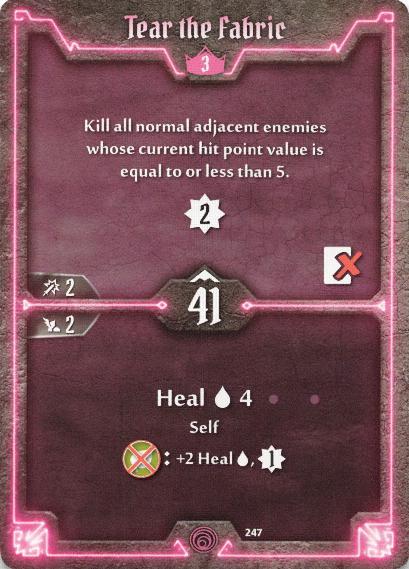 Tear the Fabric
3
Kill all normal adjacent enemies
whose current hit point value is
equal to or less than 5.
2
2
41
2
Heal 4
Self
: +2 Heal , 1
247